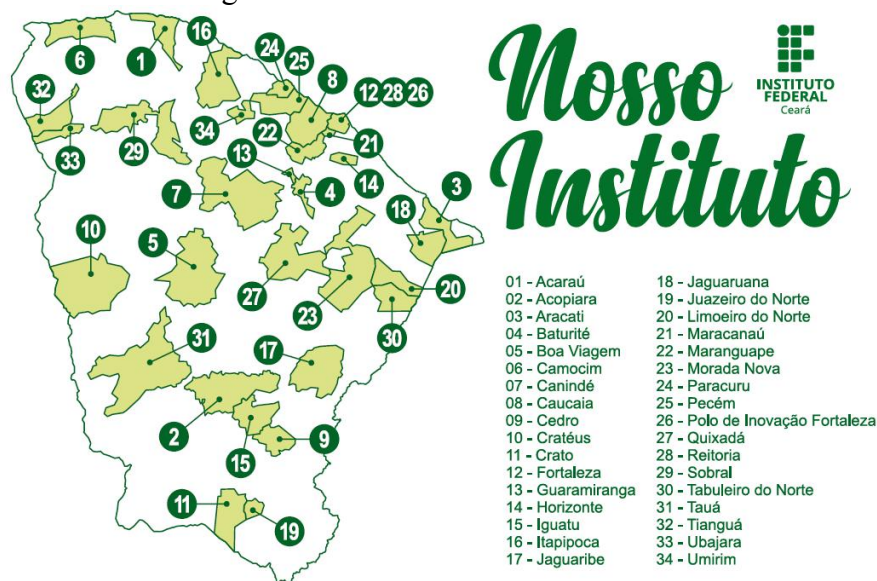 Nosso
Instituto
INSTITUTO
FEDERAL
Ceará
6
1
16
24
25
8
12 28 26
32
34
22
21
33
29
13
14
7
4
3
18
10
5
27
23
20
30
31
17
2
15
9
11
19
01 - Acaraú
02 - Acopiara
03 - Aracati
04 - Baturité
05 - Boa Viagem
06 - Camocim
07 - Canindé
08 - Caucaia
09 - Cedro
10 - Cratéus
11 - Crato
12 - Fortaleza
13 - Guaramiranga
14 - Horizonte
15 - Iguatu
16 - Itapipoca
17 - Jaguaribe
18 - Jaguaruana
19 - Juazeiro do Norte
20 - Limoeiro do Norte
21 - Maracanaú
22 - Maranguape
23 - Morada Nova
24 - Paracuru
25 - Pecém
26 - Polo de Inovação Fortaleza
27 - Quixadá
28 - Reitoria
29 - Sobral
30 - Tabuleiro do Norte
31 - Tauá
32 - Tianguá
33 - Ubajara
34 - Umirim